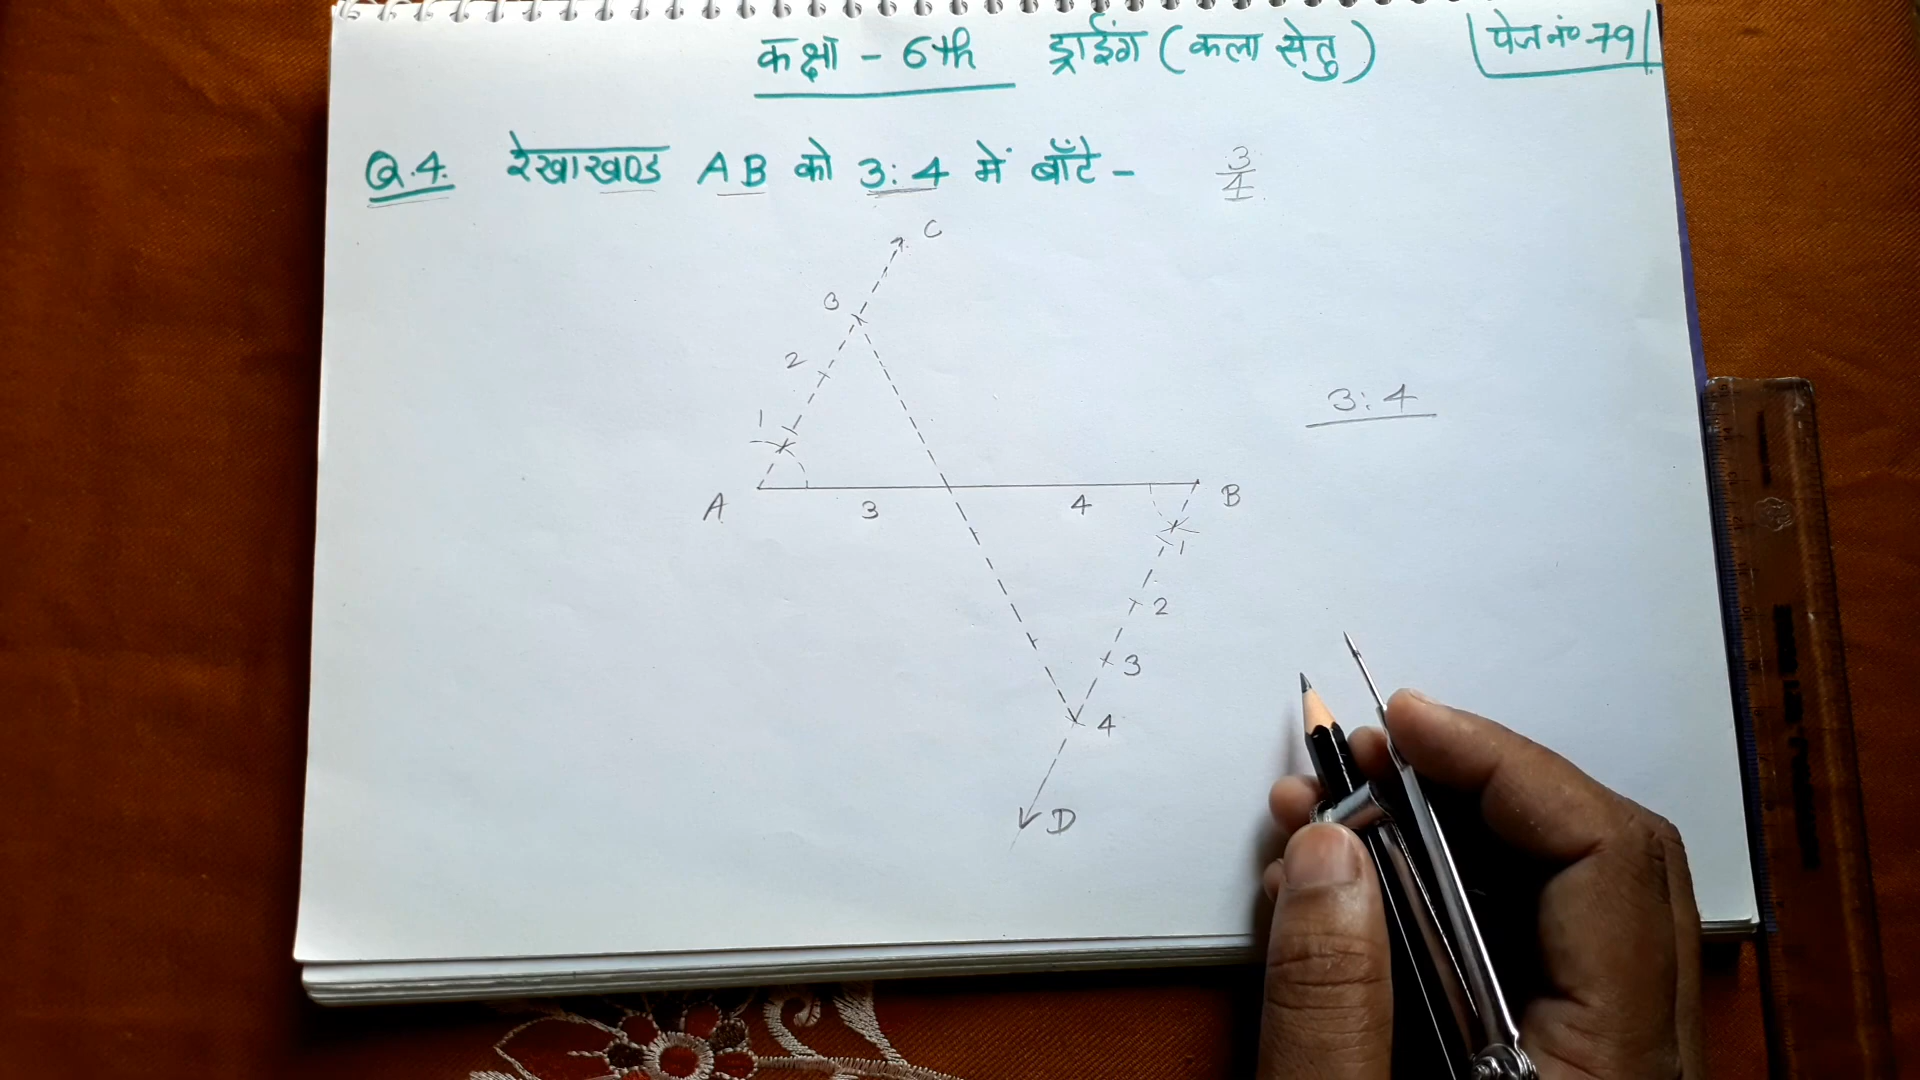 कक्षा - 6th ड्राईंग (कला सेतु) पेज नं० 79
Q.4. रेखाखण्ड AB को 3:4 में बाँटे - 3/4
C
3
2
3:4
1
A 3 4 B
1
2
3
4
D